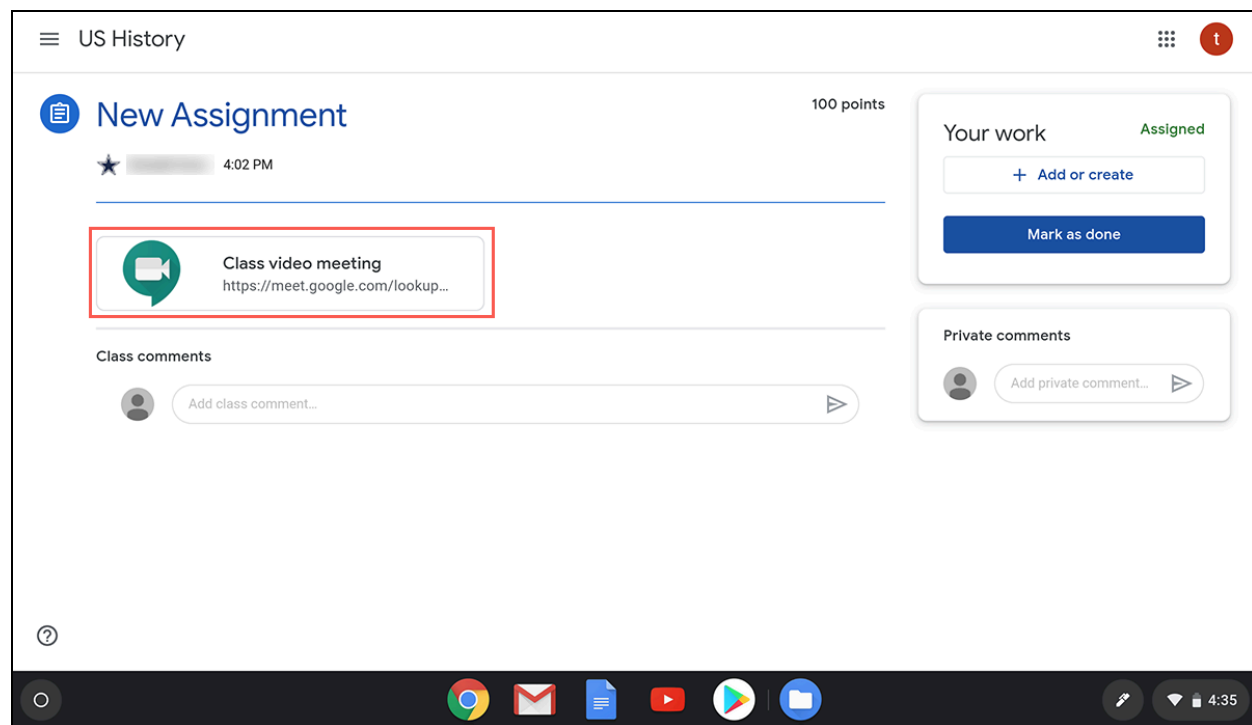 US History
t
New Assignment
100 points
4:02 PM
Class video meeting
https://meet.google.com/lookup...
Class comments
Add class comment...
Your work
Assigned
+ Add or create
Mark as done
Private comments
Add private comment...
4:35